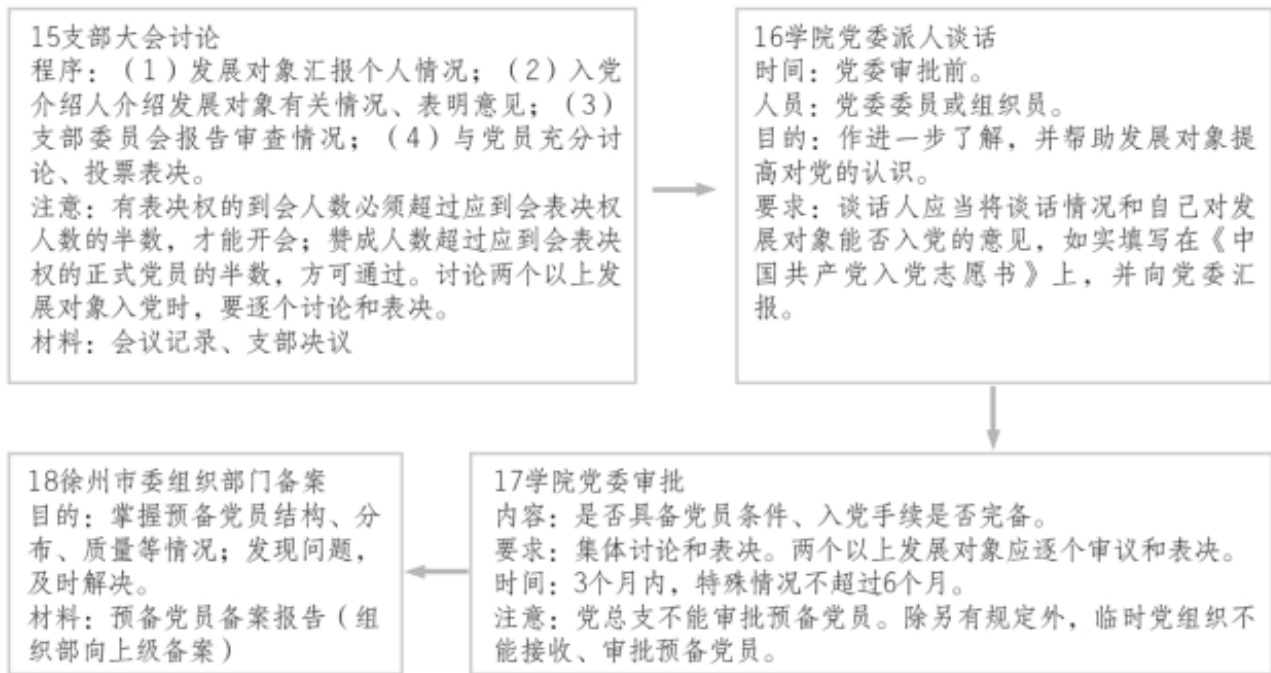 15支部大会讨论
程序：（1）发展对象汇报个人情况；（2）入党
介绍人介绍发展对象有关情况、表明意见；（3）
支部委员会报告审查情况；（4）与党员充分讨
论、投票表决。
注意：有表决权的到会人数必须超过应到会表决权
人数的半数，才能开会；赞成人数超过应到会表决
权的正式党员的半数，方可通过。讨论两个以上发
展对象入党时，要逐个讨论和表决。
材料：会议记录、支部决议
16学院党委派人谈话
时间：党委审批前。
人员：党委委员或组织员。
目的：作进一步了解，并帮助发展对象提
高对党的认识。
要求：谈话人应当将谈话情况和自己对发
展对象能否入党的意见，如实填写在《中
国共产党入党志愿书》上，并向党委汇
报。
17学院党委审批
内容：是否具备党员条件、入党手续是否完备。
要求：集体讨论和表决。两个以上发展对象应逐个审议和表决。
时间：3个月内，特殊情况不超过6个月。
注意：党总支不能审批预备党员。除另有规定外，临时党组织不
能接收、审批预备党员。
18徐州市委组织部门备案
目的：掌握预备党员结构、分
布、质量等情况；发现问题，
及时解决。
材料：预备党员备案报告（组
织部向上级备案）